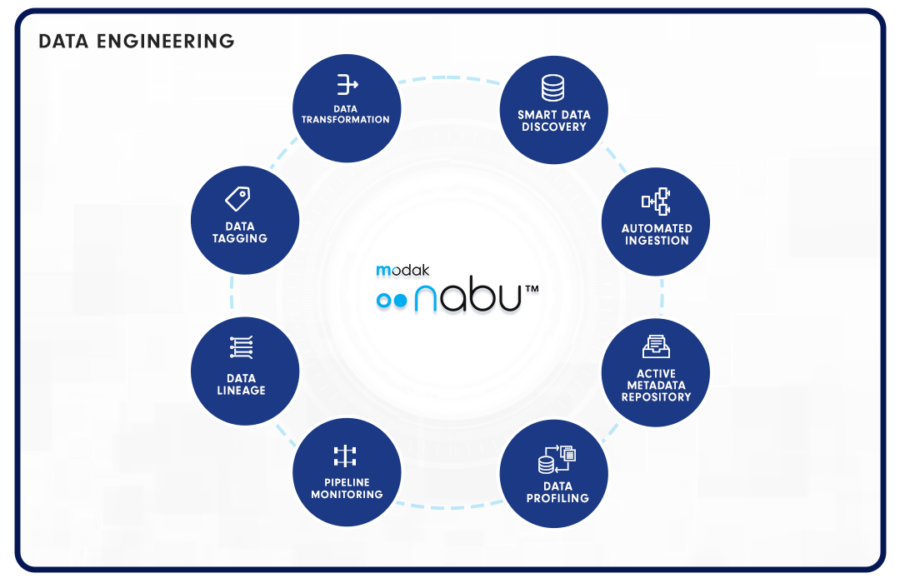 DATA ENGINEERING
DATA
TRANSFORMATION
SMART DATA
DISCOVERY
DATA
TAGGING
AUTOMATED
INGESTION
modak
nabu™
DATA
LINEAGE
ACTIVE
METADATA
REPOSITORY
PIPELINE
MONITORING
DATA
PROFILING